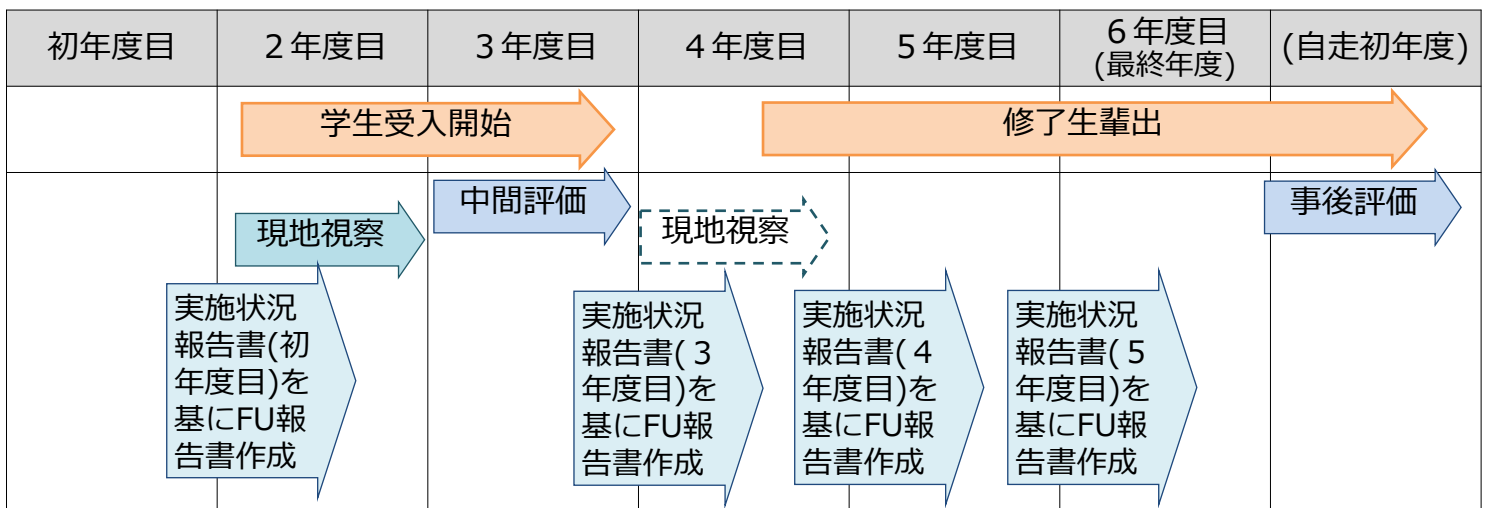 初年度目
２年度目
３年度目
４年度目
５年度目
６年度目
(最終年度)
(自走初年度)
学生受入開始
修了生輩出
中間評価
事後評価
現地視察
現地視察
実施状況
報告書(初
年度目)を
基にFU報
告書作成
実施状況
報告書(３
年度目)を
基にFU報
告書作成
実施状況
報告書(４
年度目)を
基にFU報
告書作成
実施状況
報告書(５
年度目)を
基にFU報
告書作成